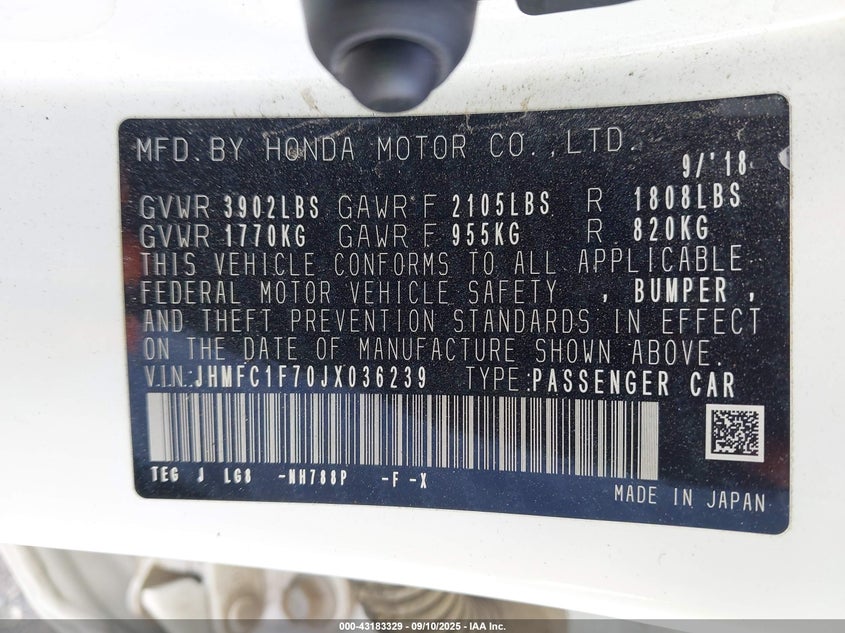 MFD. BY HONDA MOTOR CO., LTD. 9/'18
GVWR 3902LBS GAWR F 2105LBS R 1808LBS
GVWR 1770KG GAWR F 955KG R 820KG
THIS VEHICLE CONFORMS TO ALL APPLICABLE
FEDERAL MOTOR VEHICLE SAFETY , BUMPER ,
AND THEFT PREVENTION STANDARDS IN EFFECT
ON THE DATE OF MANUFACTURE SHOWN ABOVE.
V.I.N.:JHMFC1F70JX036239 TYPE:PASSENGER CAR
TEG J LG8 -NH788P -F -X
MADE IN JAPAN
000-43183329 - 09/10/2025 - IAA Inc.